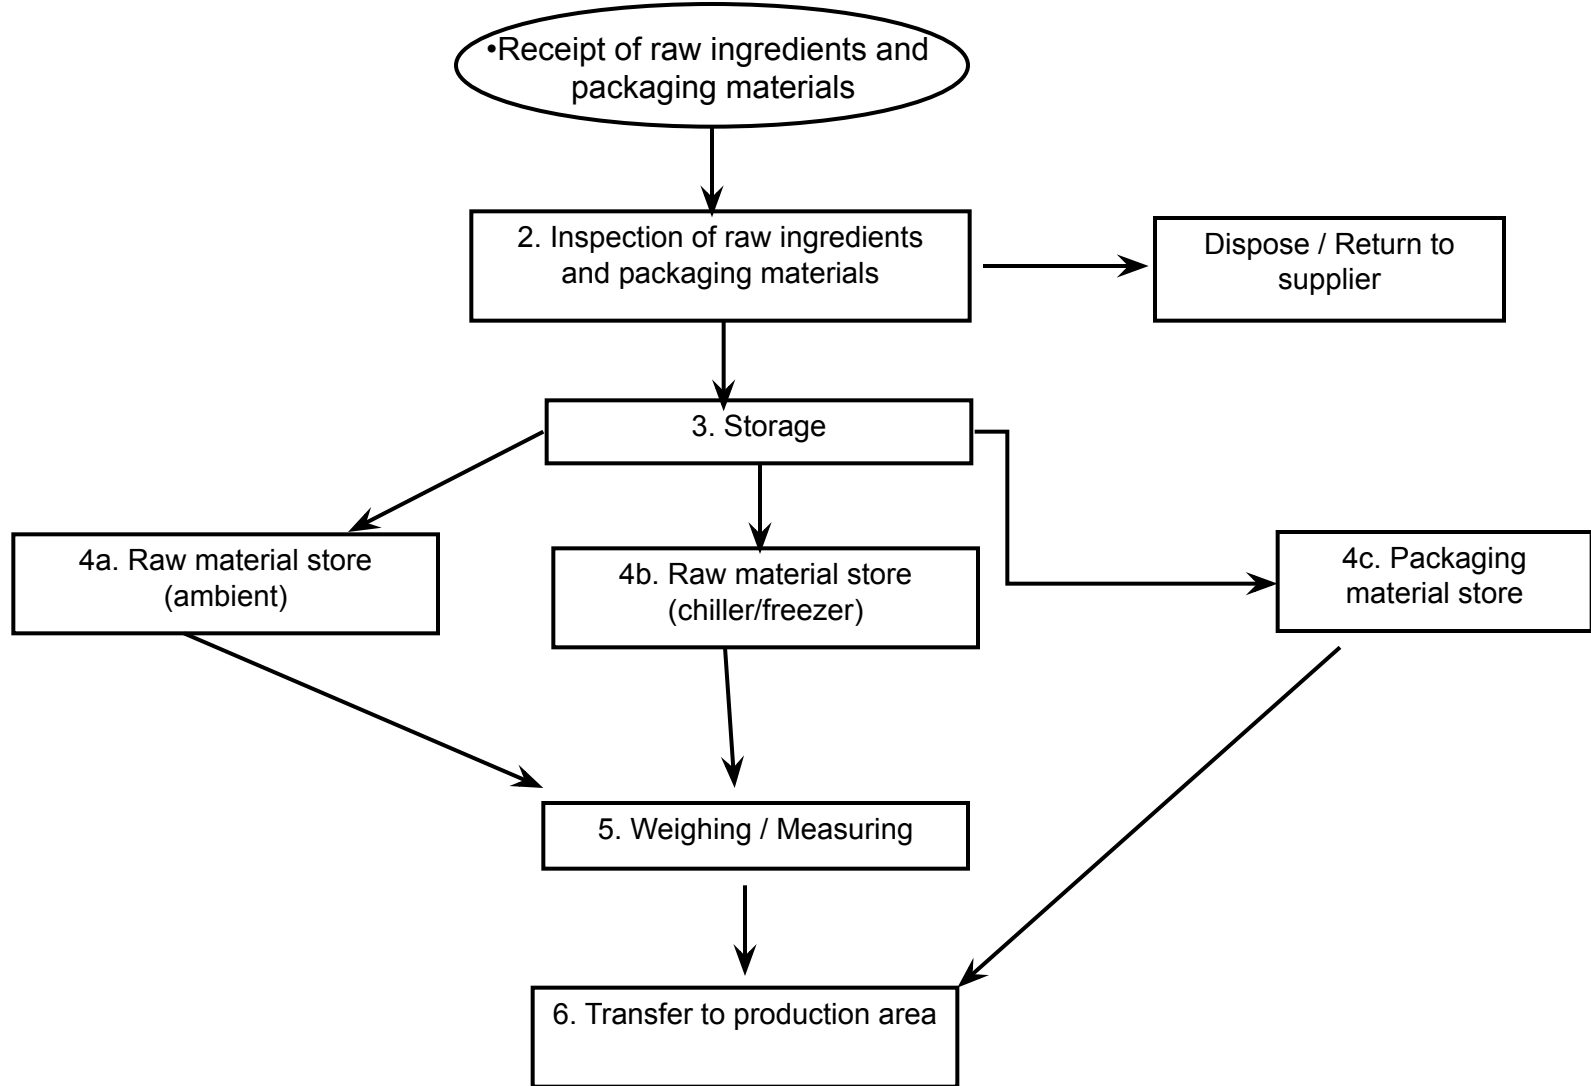 •Receipt of raw ingredients and
packaging materials
2. Inspection of raw ingredients
and packaging materials
Dispose / Return to
supplier
3. Storage
4a. Raw material store
(ambient)
4b. Raw material store
(chiller/freezer)
4c. Packaging
material store
5. Weighing / Measuring
6. Transfer to production area